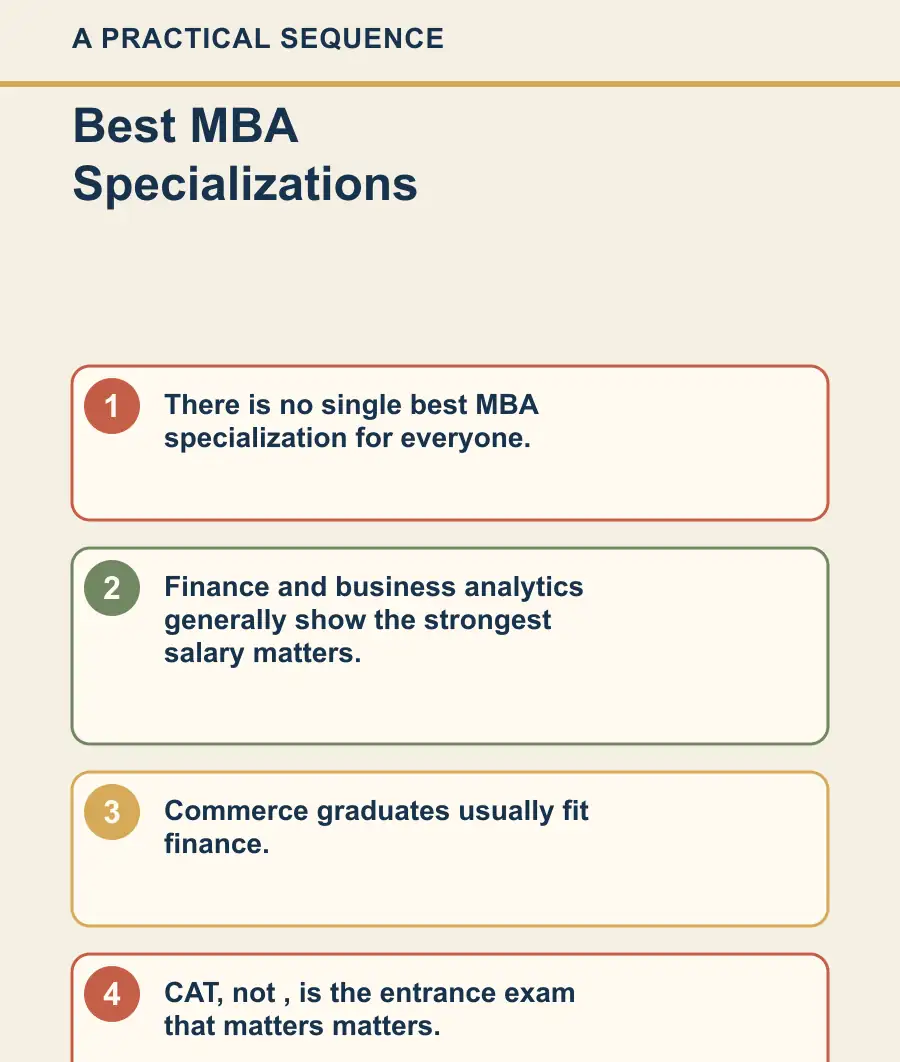 A PRACTICAL SEQUENCE
Best MBA
Specializations
1
There is no single best MBA
specialization for everyone.
2
Finance and business analytics
generally show the strongest
salary matters.
3
Commerce graduates usually fit
finance.
4
CAT, not , is the entrance exam
that matters matters.